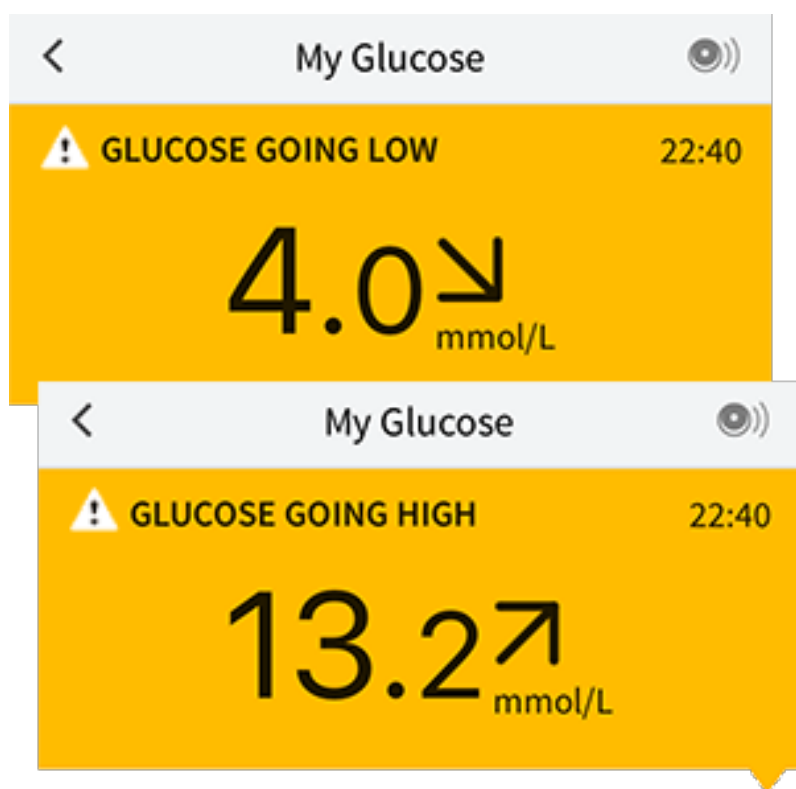 My Glucose
GLUCOSE GOING LOW 22:40
4.0
mmol/L
My Glucose
GLUCOSE GOING HIGH 22:40
13.2
mmol/L